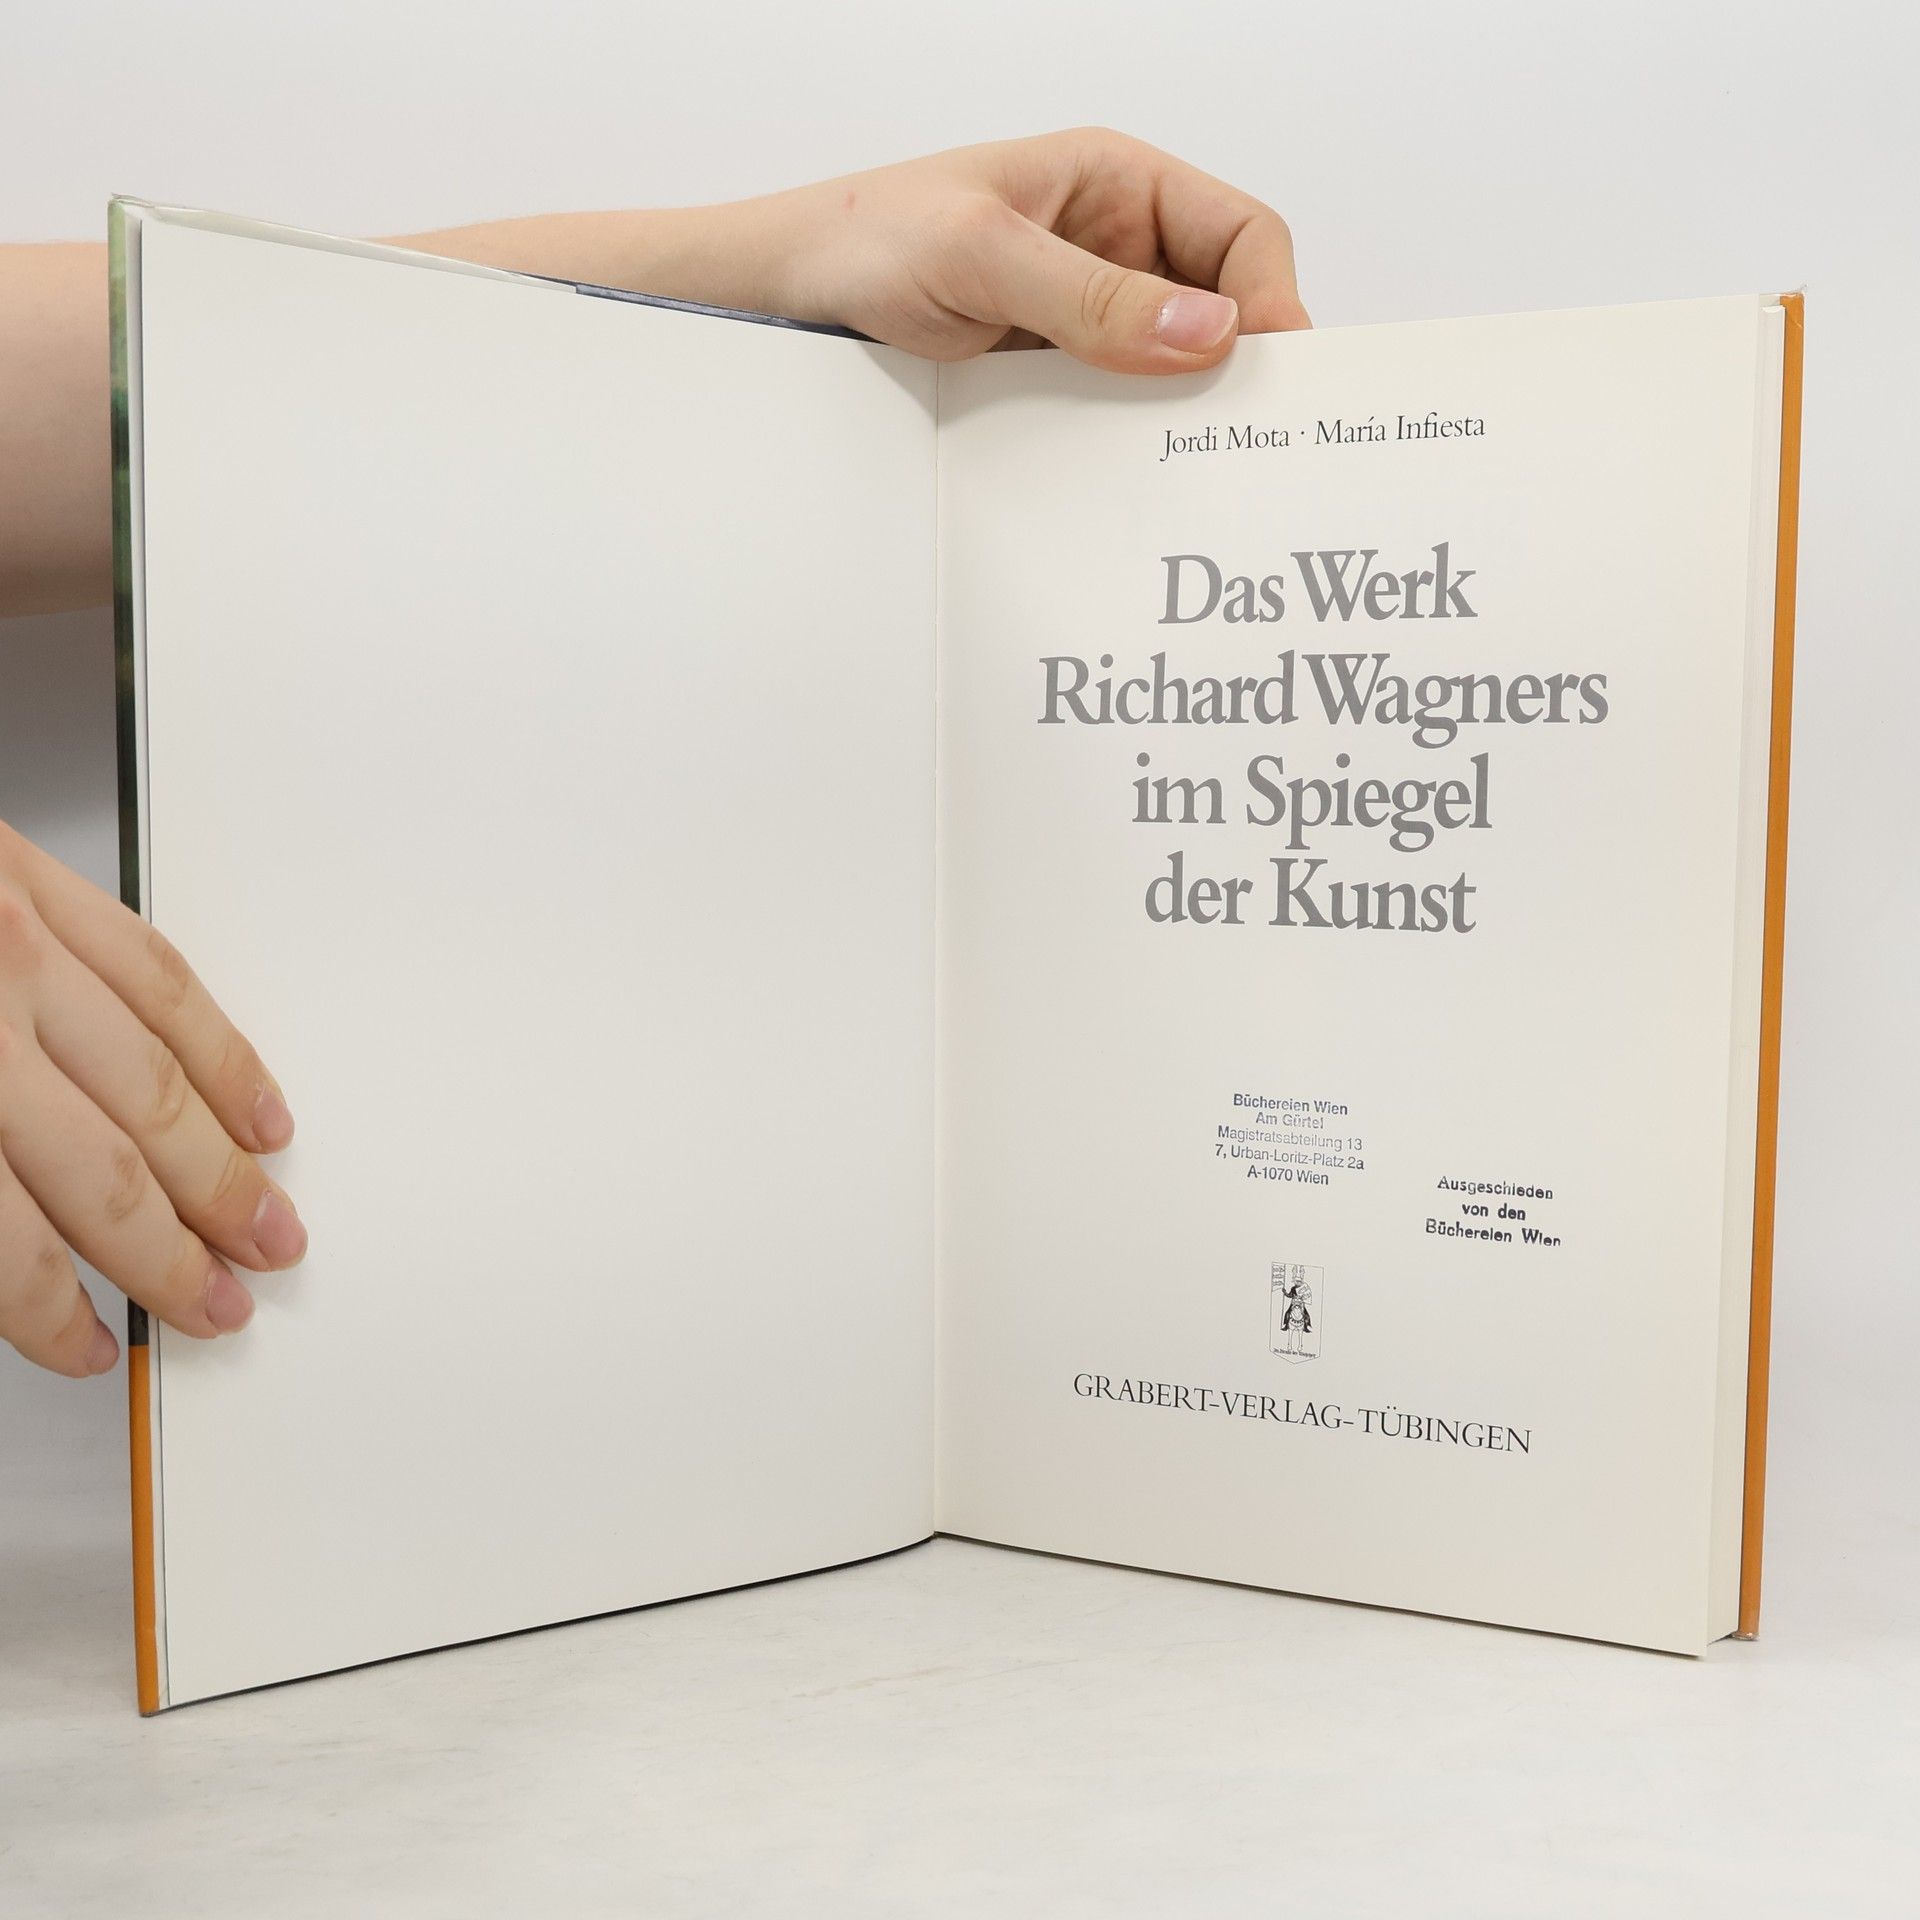 Jordi Mota · María Infiesta
Das Werk
Richard Wagners
im Spiegel
der Kunst
Büchereien Wien
Am Gürtel
Magistratsabteilung 13
7, Urban-Loritz-Platz 2a
A-1070 Wien
Ausgeschieden
von den
Büchereien Wien
GRABERT-VERLAG-TÜBINGEN